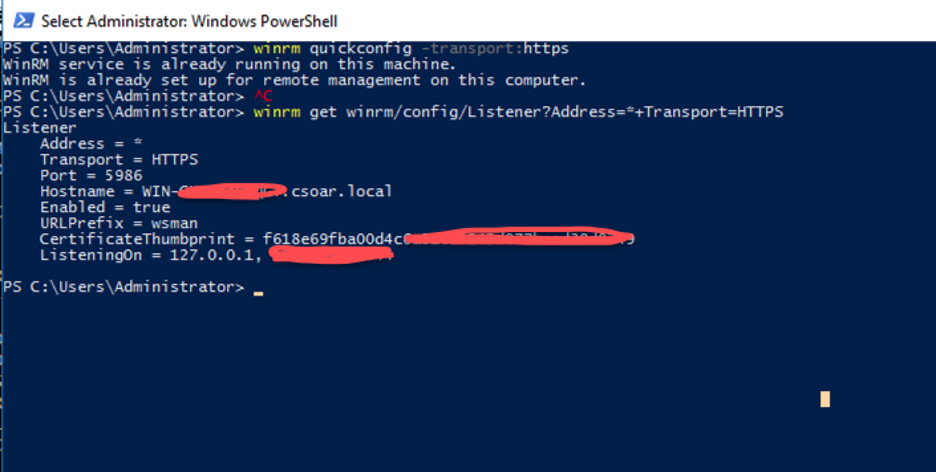 Select Administrator: Windows PowerShell
PS C:\Users\Administrator> winrm quickconfig -transport:https
WinRM service is already running on this machine.
WinRM is already set up for remote management on this computer.
PS C:\Users\Administrator> ^C
PS C:\Users\Administrator> winrm get winrm/config/Listener?Address=*+Transport=HTTPS
Listener
Address = *
Transport = HTTPS
Port = 5986
Hostname = WIN- .csoar.local
Enabled = true
URLPrefix = wsman
CertificateThumbprint = f618e69fba00d4c
ListeningOn = 127.0.0.1,
PS C:\Users\Administrator>